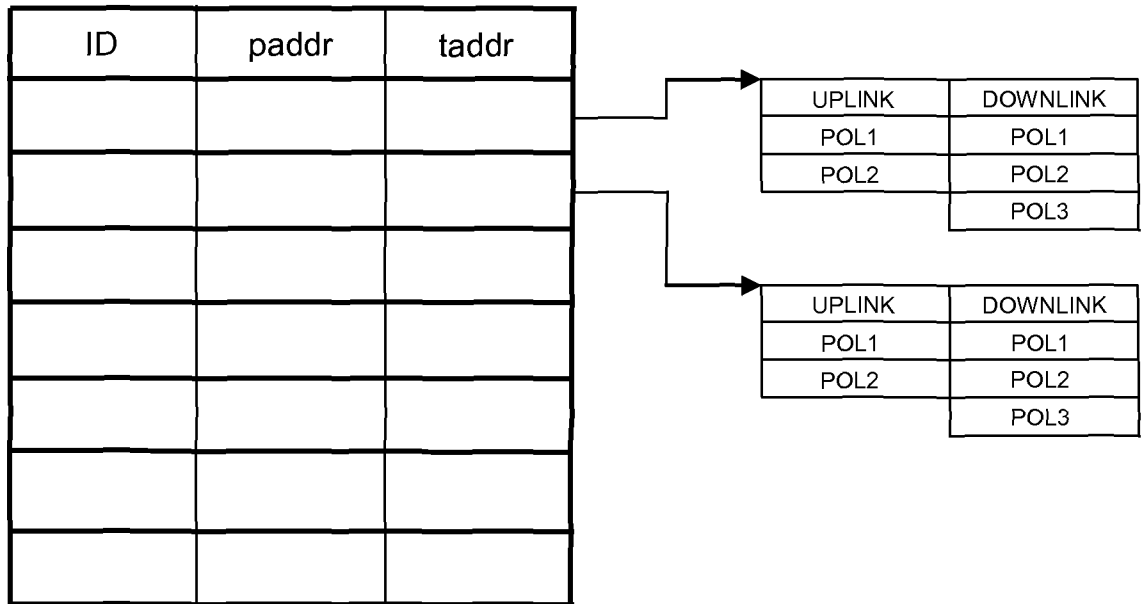 ID paddr taddr
UPLINK DOWNLINK
POL1 POL1
POL2 POL2
POL3
UPLINK DOWNLINK
POL1 POL1
POL2 POL2
POL3